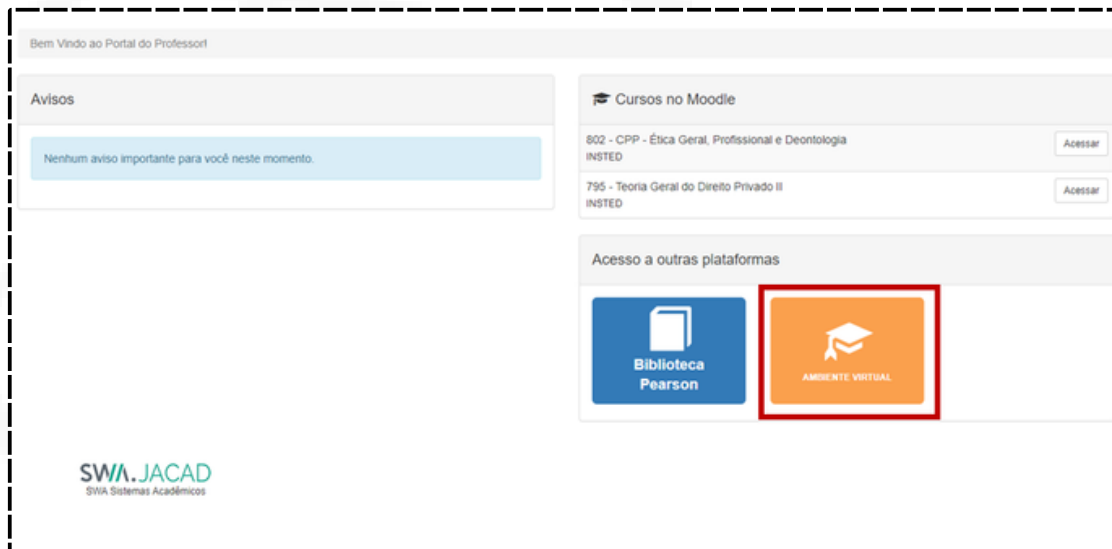 Bem Vindo ao Portal do Professor!
Avisos
Nenhum aviso importante para você neste momento.
Cursos no Moodle
802 - CPP - Ética Geral, Profissional e Deontologia
INSTED
Acessar
795 - Teoria Geral do Direito Privado II
INSTED
Acessar
Acesso a outras plataformas
Biblioteca
Pearson
AMBIENTE VIRTUAL
SWA.JACAD
SWA Sistemas Acadêmicos